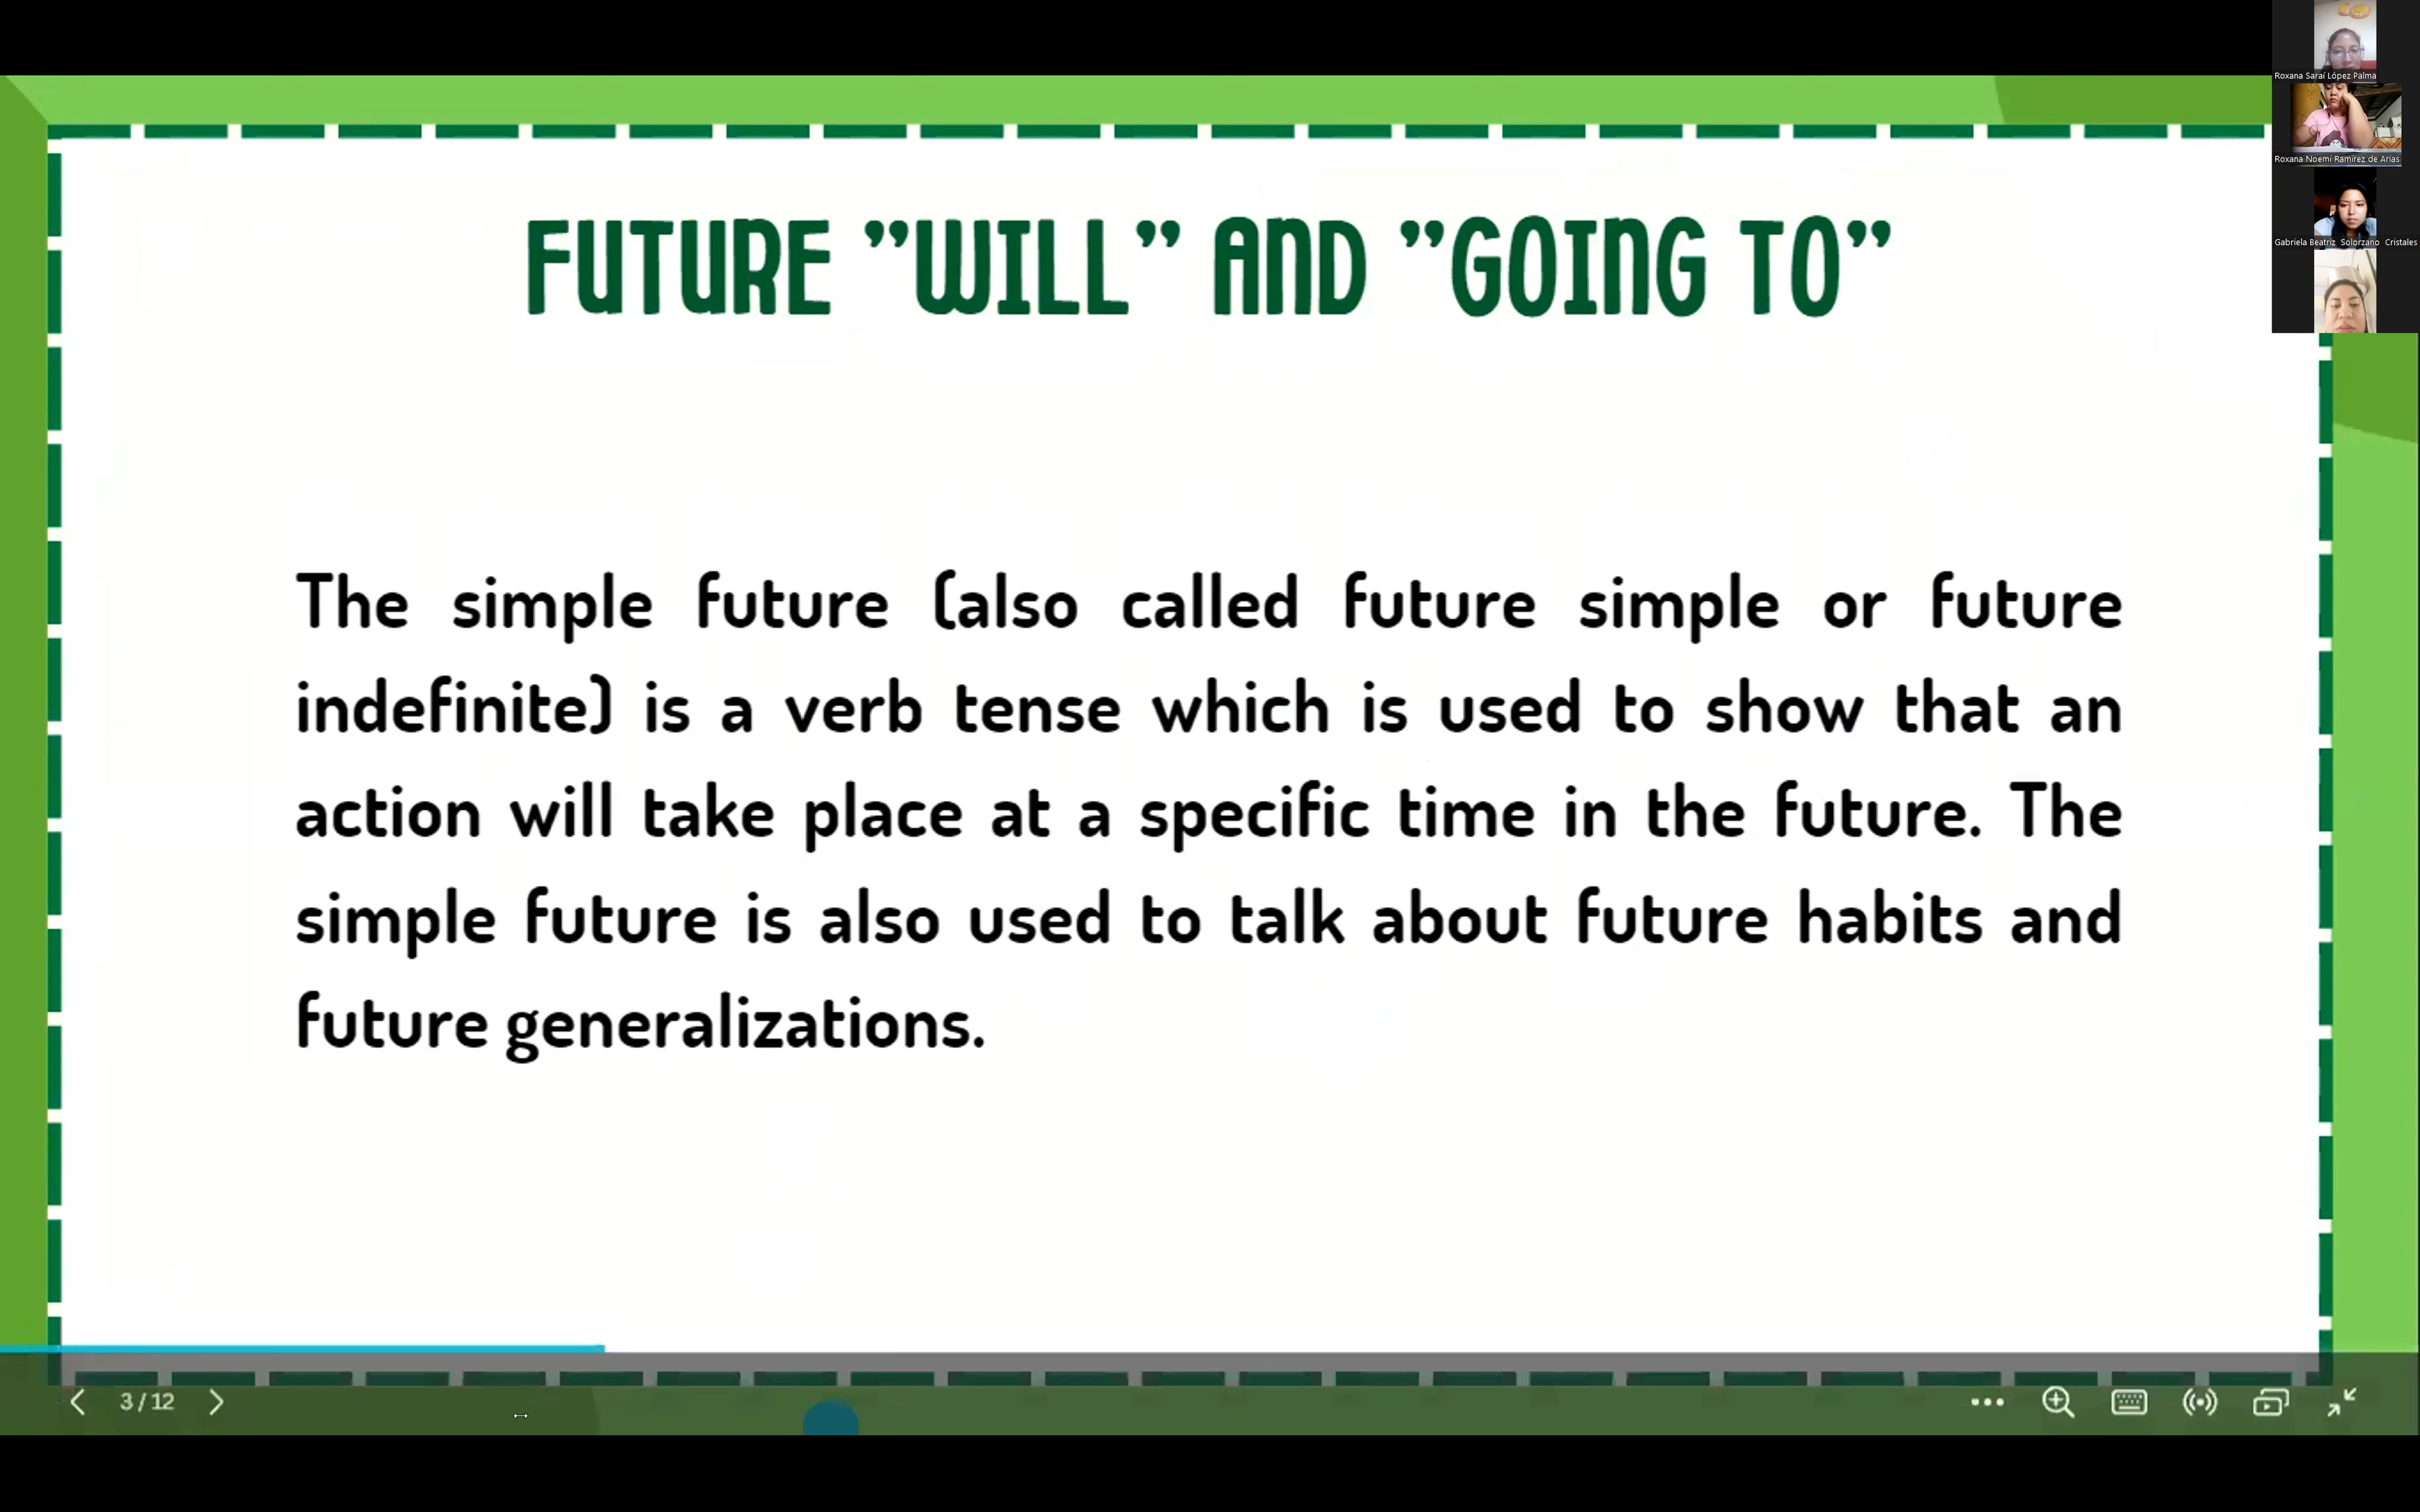 Roxana Saraí López Palma
Roxana Noemí Ramírez de Arias
Gabriela Beatriz Solorzano Cristales
FUTURE ”WILL” AND ”GOING TO”
The simple future (also called future simple or future
indefinite) is a verb tense which is used to show that an
action will take place at a specific time in the future. The
simple future is also used to talk about future habits and
future generalizations.
3 / 12